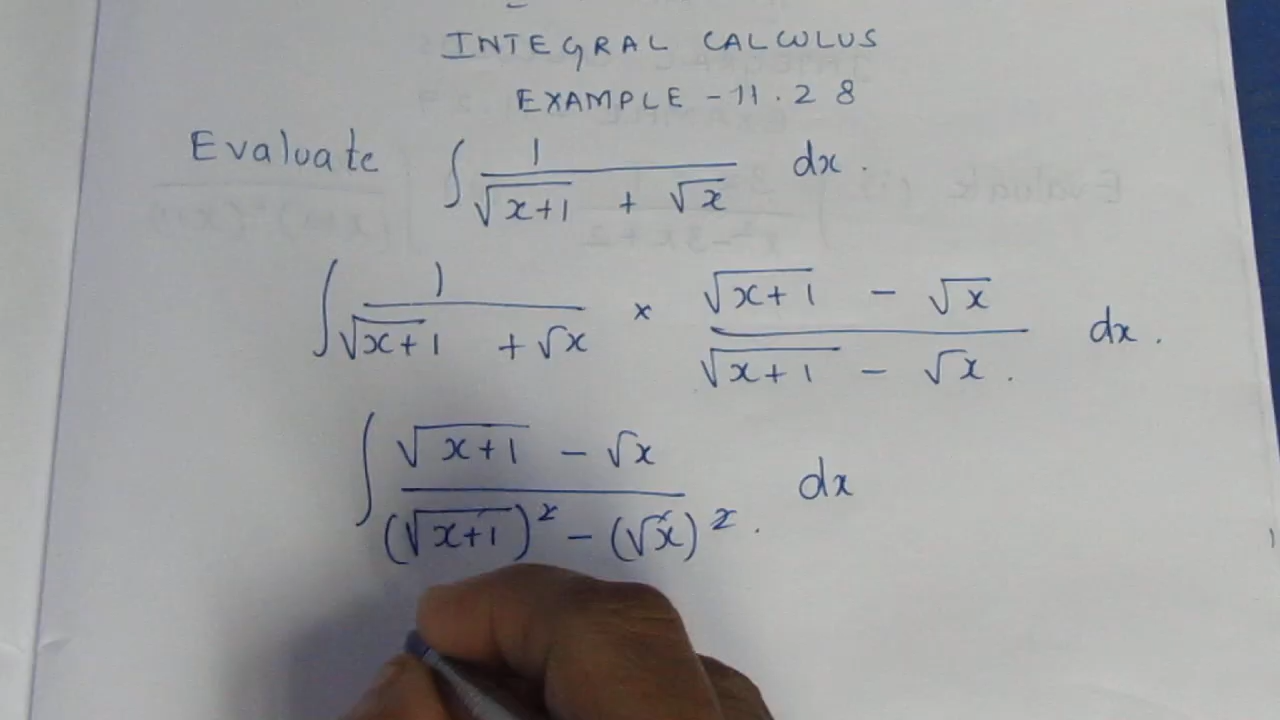 INTEGRAL CALCULUS
EXAMPLE - 11.28
Evaluate ∫ 1 / (√(x+1) + √x) dx.
∫ 1 / (√(x+1) + √x) × (√(x+1) - √x) / (√(x+1) - √x). dx.
∫ (√(x+1) - √x) / ((√(x+1))² - (√x)²). dx